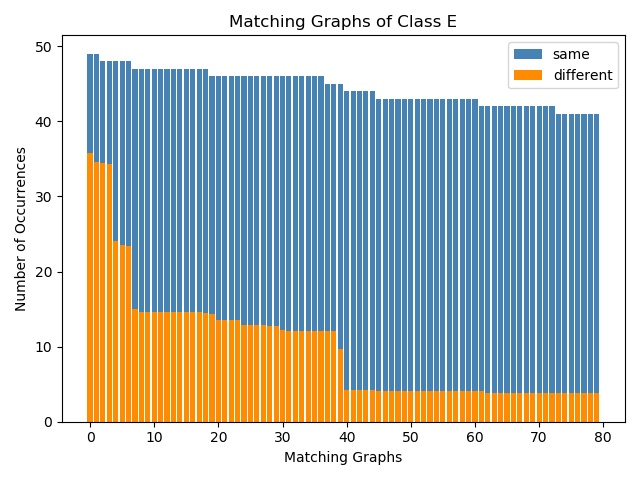 Matching Graphs of Class E
same
different
Number of Occurrences
50
40
30
20
10
0
0 10 20 30 40 50 60 70 80
Matching Graphs